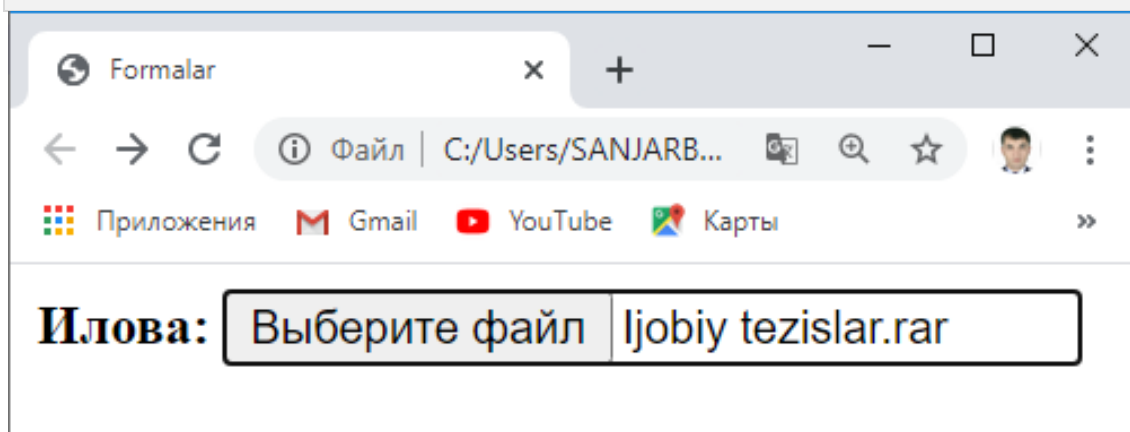 Formalar
Файл | C:/Users/SANJARB...
Приложения Gmail YouTube Карты »
Илова: Выберите файл Ijobiy tezislar.rar